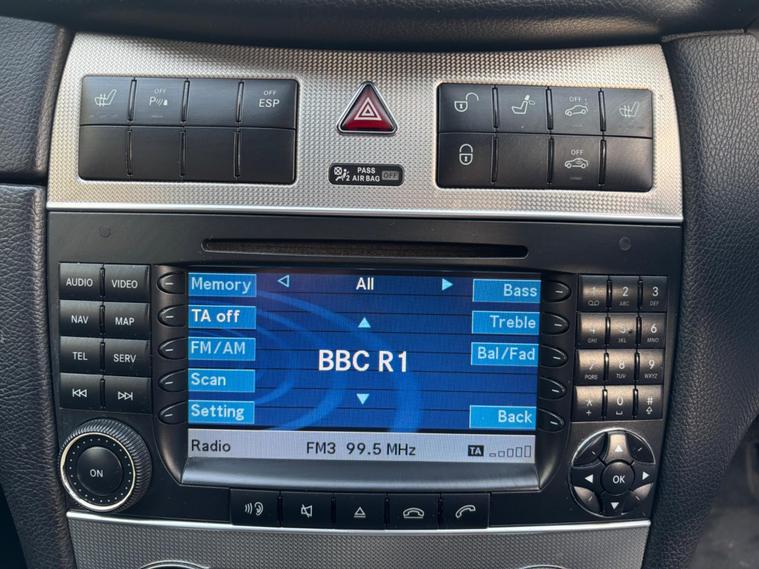 OFF
OFF
ESP
P
OFF
OFF
PASS
2 AIR BAG OFF
AUDIO VIDEO
NAV MAP
TEL SERV
ON
Memory
TA off
FM/AM
Scan
Setting
All
BBC R1
Bass
Treble
Bal/Fad
Back
Radio FM3 99.5 MHz TA
1 2 3
ABC DEF
4 5 6
GHI JKL MNO
7 8 9
PQRS TUV WXYZ
* 0 #
+
OK